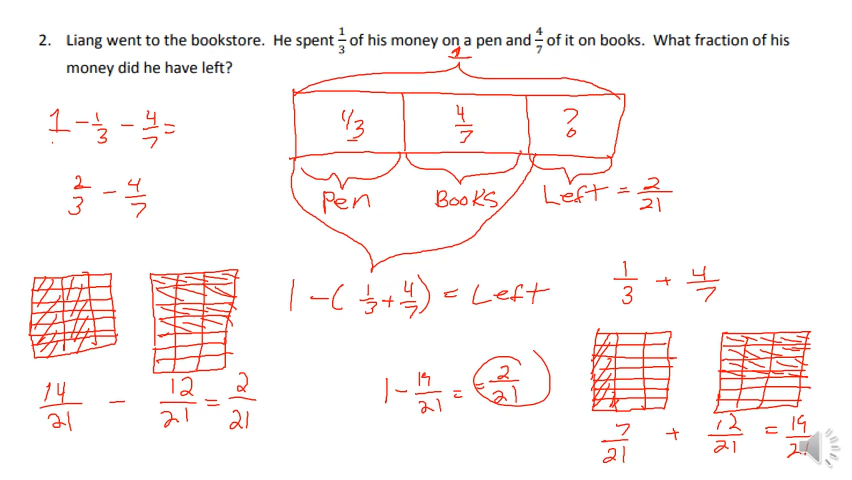 2. Liang went to the bookstore. He spent 1/3 of his money on a pen and 4/7 of it on books. What fraction of his
money did he have left?
1
1 - 1/3 - 4/7 =
1/3 4/7 ?
2/3 - 4/7
Pen Books Left = 2/21
1 - (1/3 + 4/7) = Left
1/3 + 4/7
14/21 - 12/21 = 2/21
1 - 19/21 = = 2/21
7/21 + 12/21 = 19/2